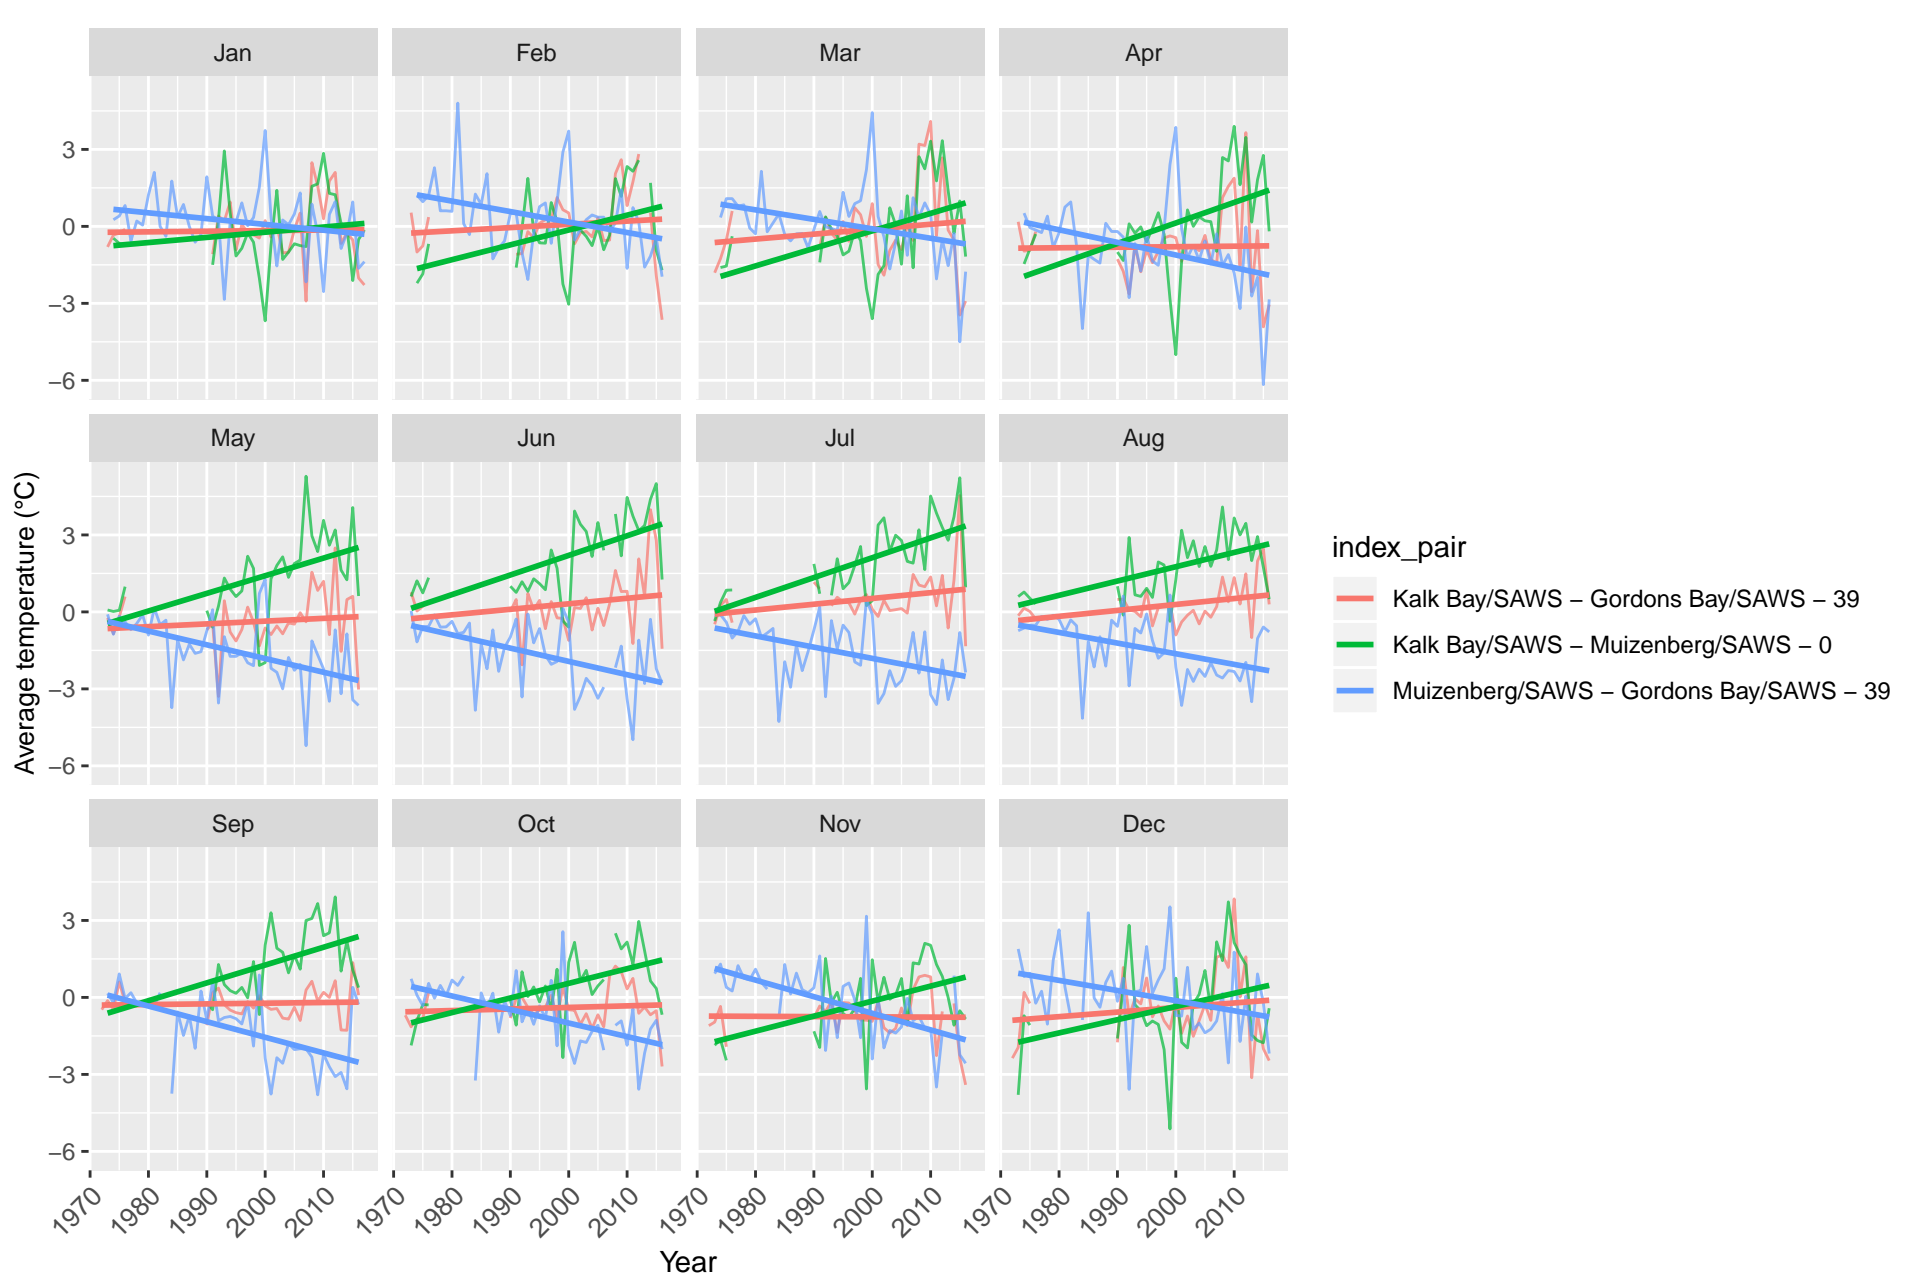 Jan Feb Mar Apr
3
0
−3
−6
May Jun Jul Aug
3
0
−3
−6
Sep Oct Nov Dec
3
0
−3
−6
1970 1980 1990 2000 2010 1970 1980 1990 2000 2010 1970 1980 1990 2000 2010 1970 1980 1990 2000 2010
Year
Average temperature (°C)
index_pair
Kalk Bay/SAWS − Gordons Bay/SAWS − 39
Kalk Bay/SAWS − Muizenberg/SAWS − 0
Muizenberg/SAWS − Gordons Bay/SAWS − 39